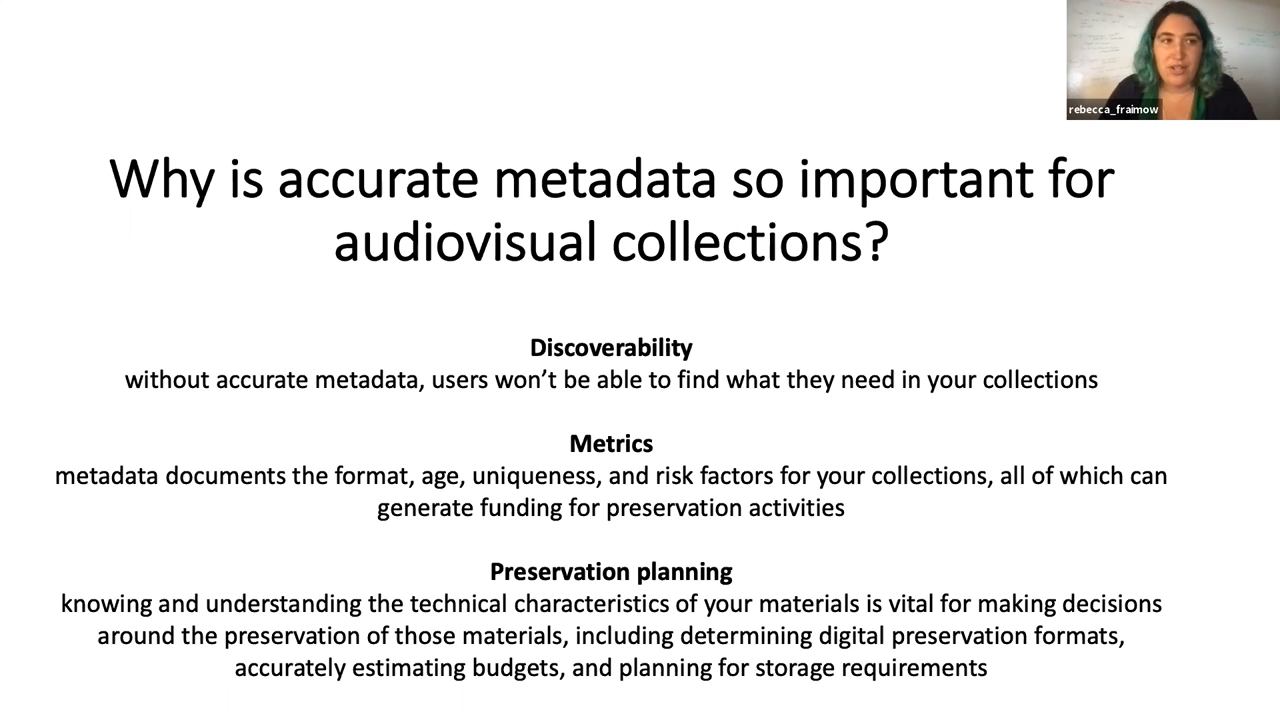 rebecca_fraimow
Why is accurate metadata so important for
audiovisual collections?
Discoverability
without accurate metadata, users won’t be able to find what they need in your collections
Metrics
metadata documents the format, age, uniqueness, and risk factors for your collections, all of which can
generate funding for preservation activities
Preservation planning
knowing and understanding the technical characteristics of your materials is vital for making decisions
around the preservation of those materials, including determining digital preservation formats,
accurately estimating budgets, and planning for storage requirements